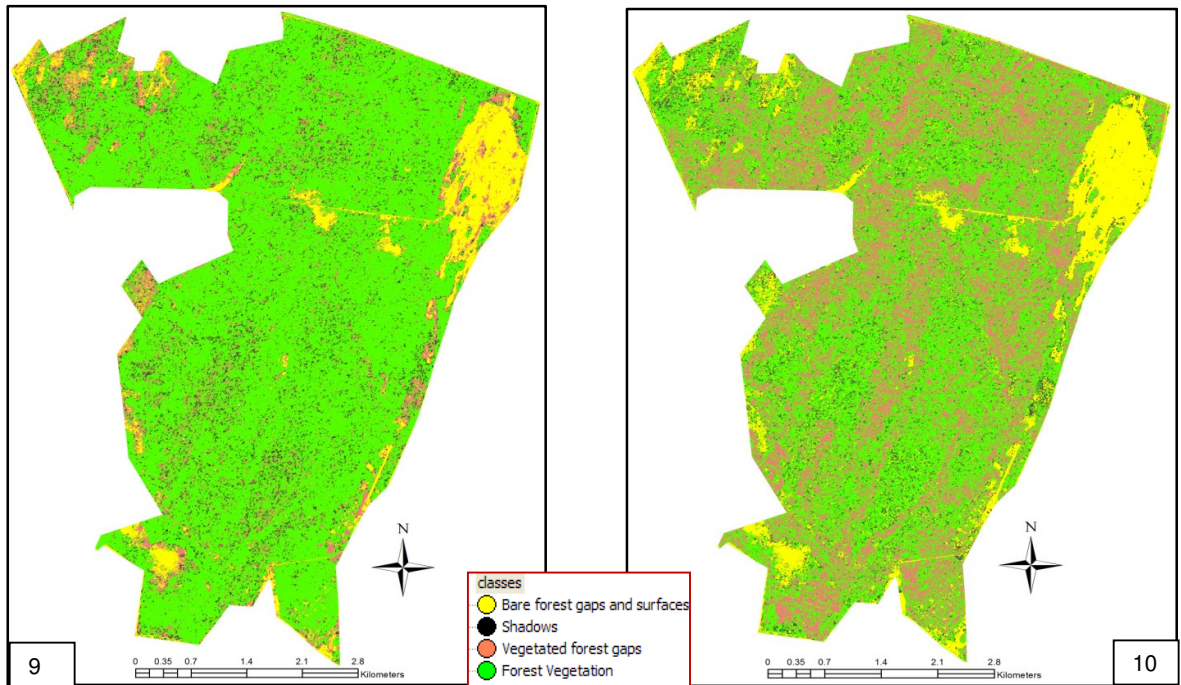 N
N
classes
Bare forest gaps and surfaces
Shadows
Vegetated forest gaps
Forest Vegetation
9
0 0.35 0.7 1.4 2.1 2.8
Kilometers
0 0.35 0.7 1.4 2.1 2.8
Kilometers
10